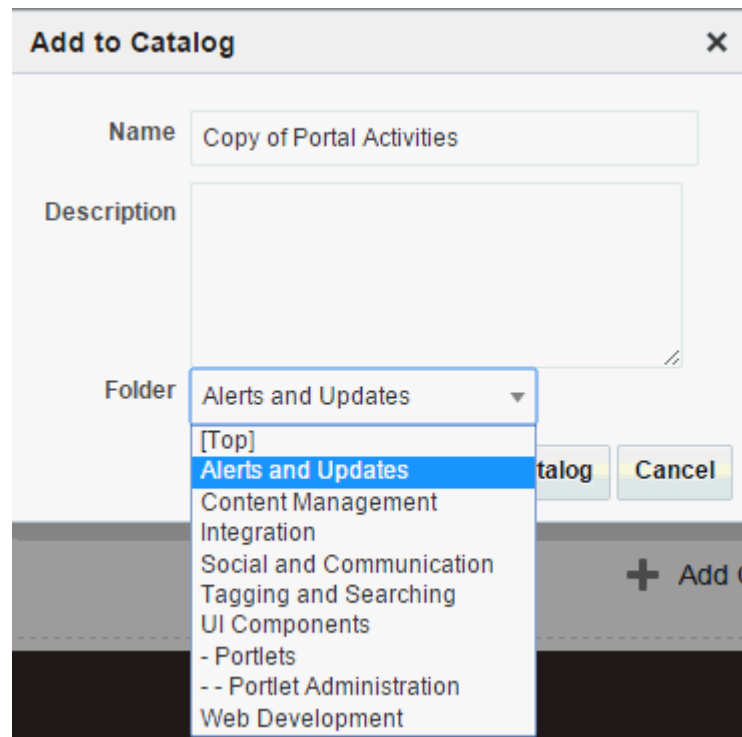 Add to Catalog ×
Name Copy of Portal Activities
Description
Folder Alerts and Updates
[Top]
Alerts and Updates
talog Cancel
Content Management
Integration
Social and Communication
Add
Tagging and Searching
UI Components
- Portlets
- - Portlet Administration
Web Development